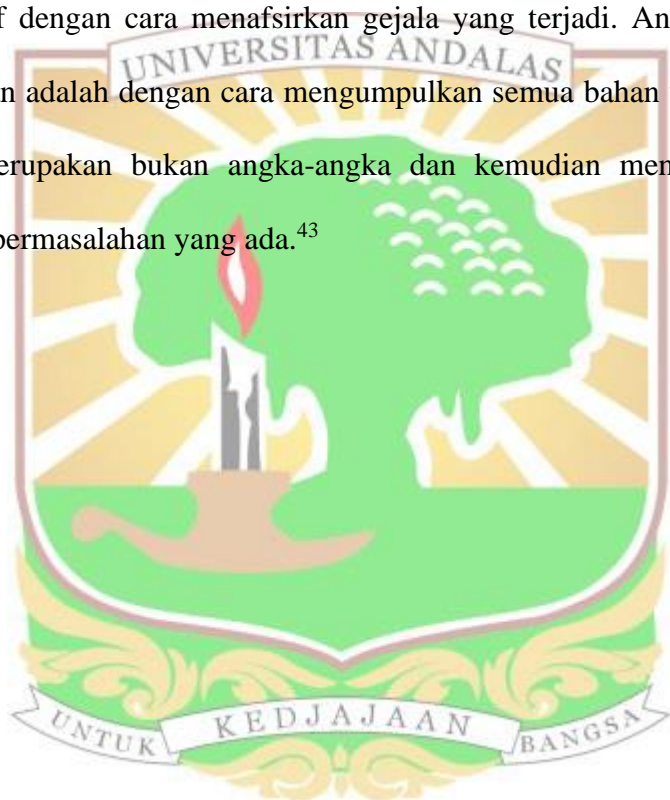 f dengan cara menafsirkan gejala yang terjadi. An
UNIVERSITAS ANDALAS
n adalah dengan cara mengumpulkan semua bahan
erupakan bukan angka-angka dan kemudian men
permasalahan yang ada.43
UNTUK KEDJAJAAN BANGSA